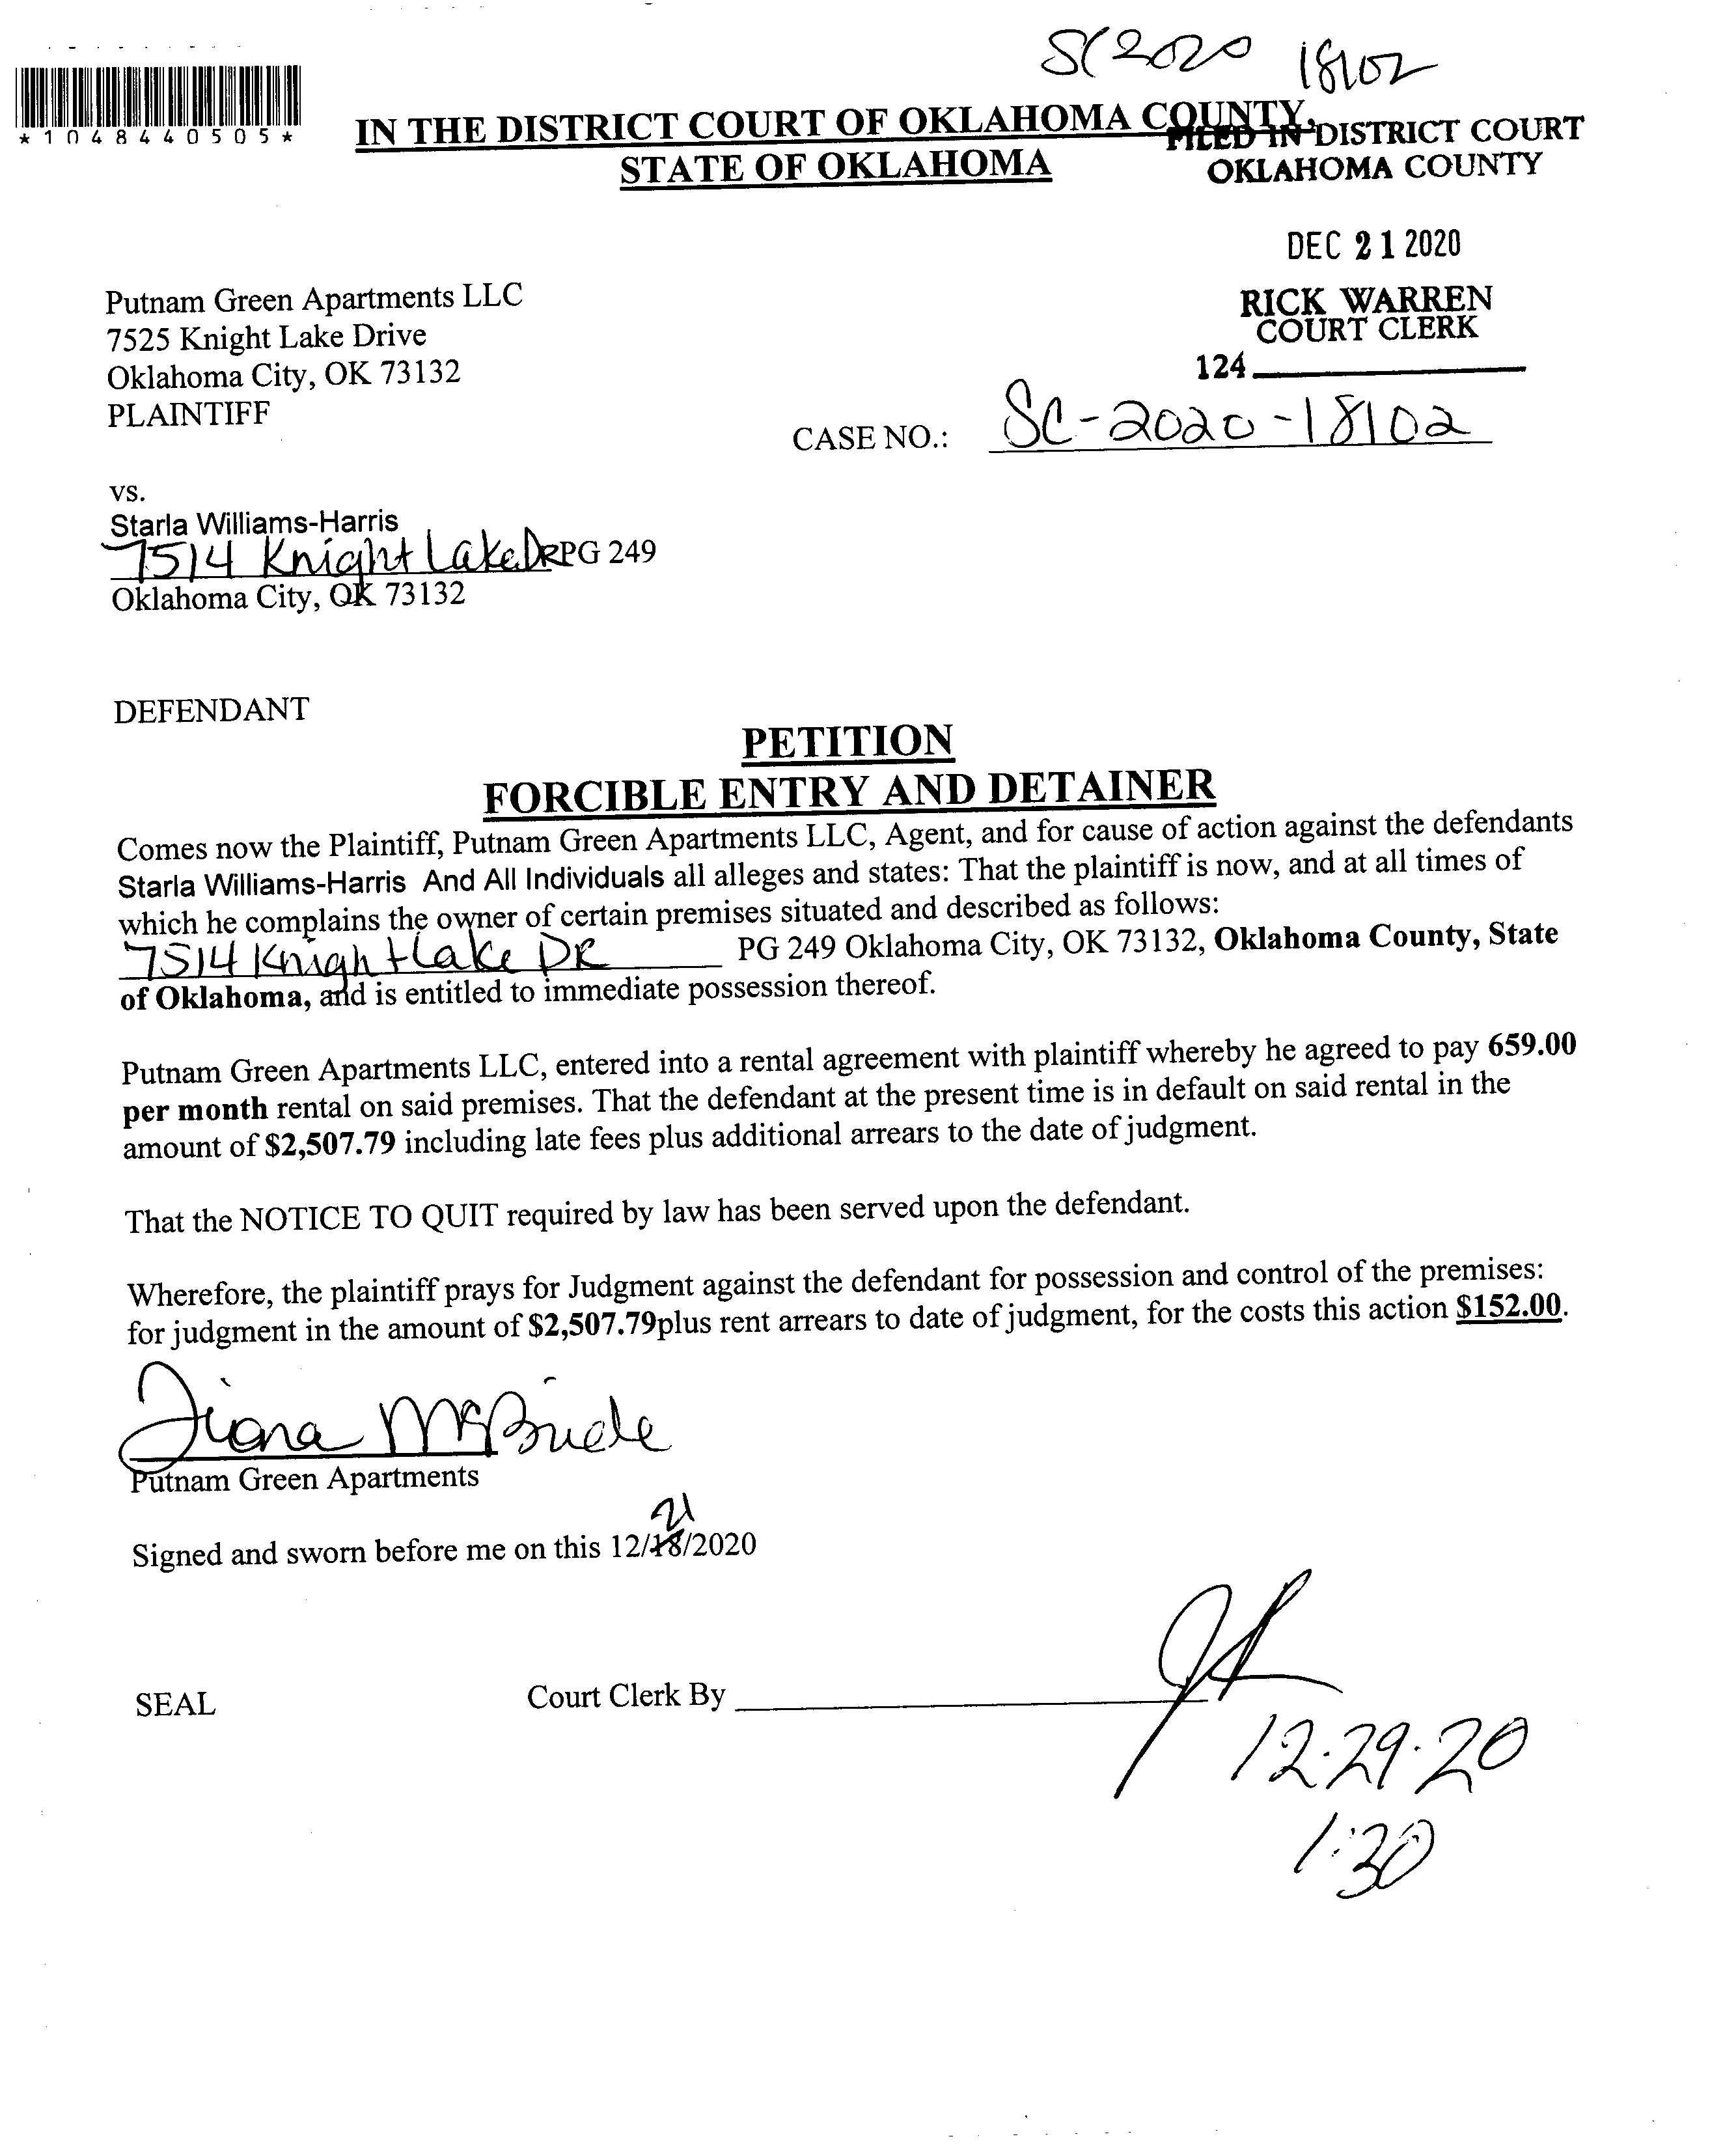 SC2020 18102
*1048440505*
IN THE DISTRICT COURT OF OKLAHOMA COUNTY,
STATE OF OKLAHOMA
FILED IN DISTRICT COURT
OKLAHOMA COUNTY
DEC 21 2020
RICK WARREN
COURT CLERK
124
Putnam Green Apartments LLC
7525 Knight Lake Drive
Oklahoma City, OK 73132
PLAINTIFF
CASE NO.: SC-2020-18102
vs.
Starla Williams-Harris
7514 Knight Lake DR PG 249
Oklahoma City, OK 73132
DEFENDANT
PETITION
FORCIBLE ENTRY AND DETAINER
Comes now the Plaintiff, Putnam Green Apartments LLC, Agent, and for cause of action against the defendants
Starla Williams-Harris And All Individuals all alleges and states: That the plaintiff is now, and at all times of
which he complains the owner of certain premises situated and described as follows:
7514 Knight Lake DR PG 249 Oklahoma City, OK 73132, Oklahoma County, State
of Oklahoma, and is entitled to immediate possession thereof.
Putnam Green Apartments LLC, entered into a rental agreement with plaintiff whereby he agreed to pay 659.00
per month rental on said premises. That the defendant at the present time is in default on said rental in the
amount of $2,507.79 including late fees plus additional arrears to the date of judgment.
That the NOTICE TO QUIT required by law has been served upon the defendant.
Wherefore, the plaintiff prays for Judgment against the defendant for possession and control of the premises:
for judgment in the amount of $2,507.79plus rent arrears to date of judgment, for the costs this action $152.00.
McBride
Putnam Green Apartments
21
Signed and sworn before me on this 12/18/2020
SEAL Court Clerk By
12.29.20
1:30